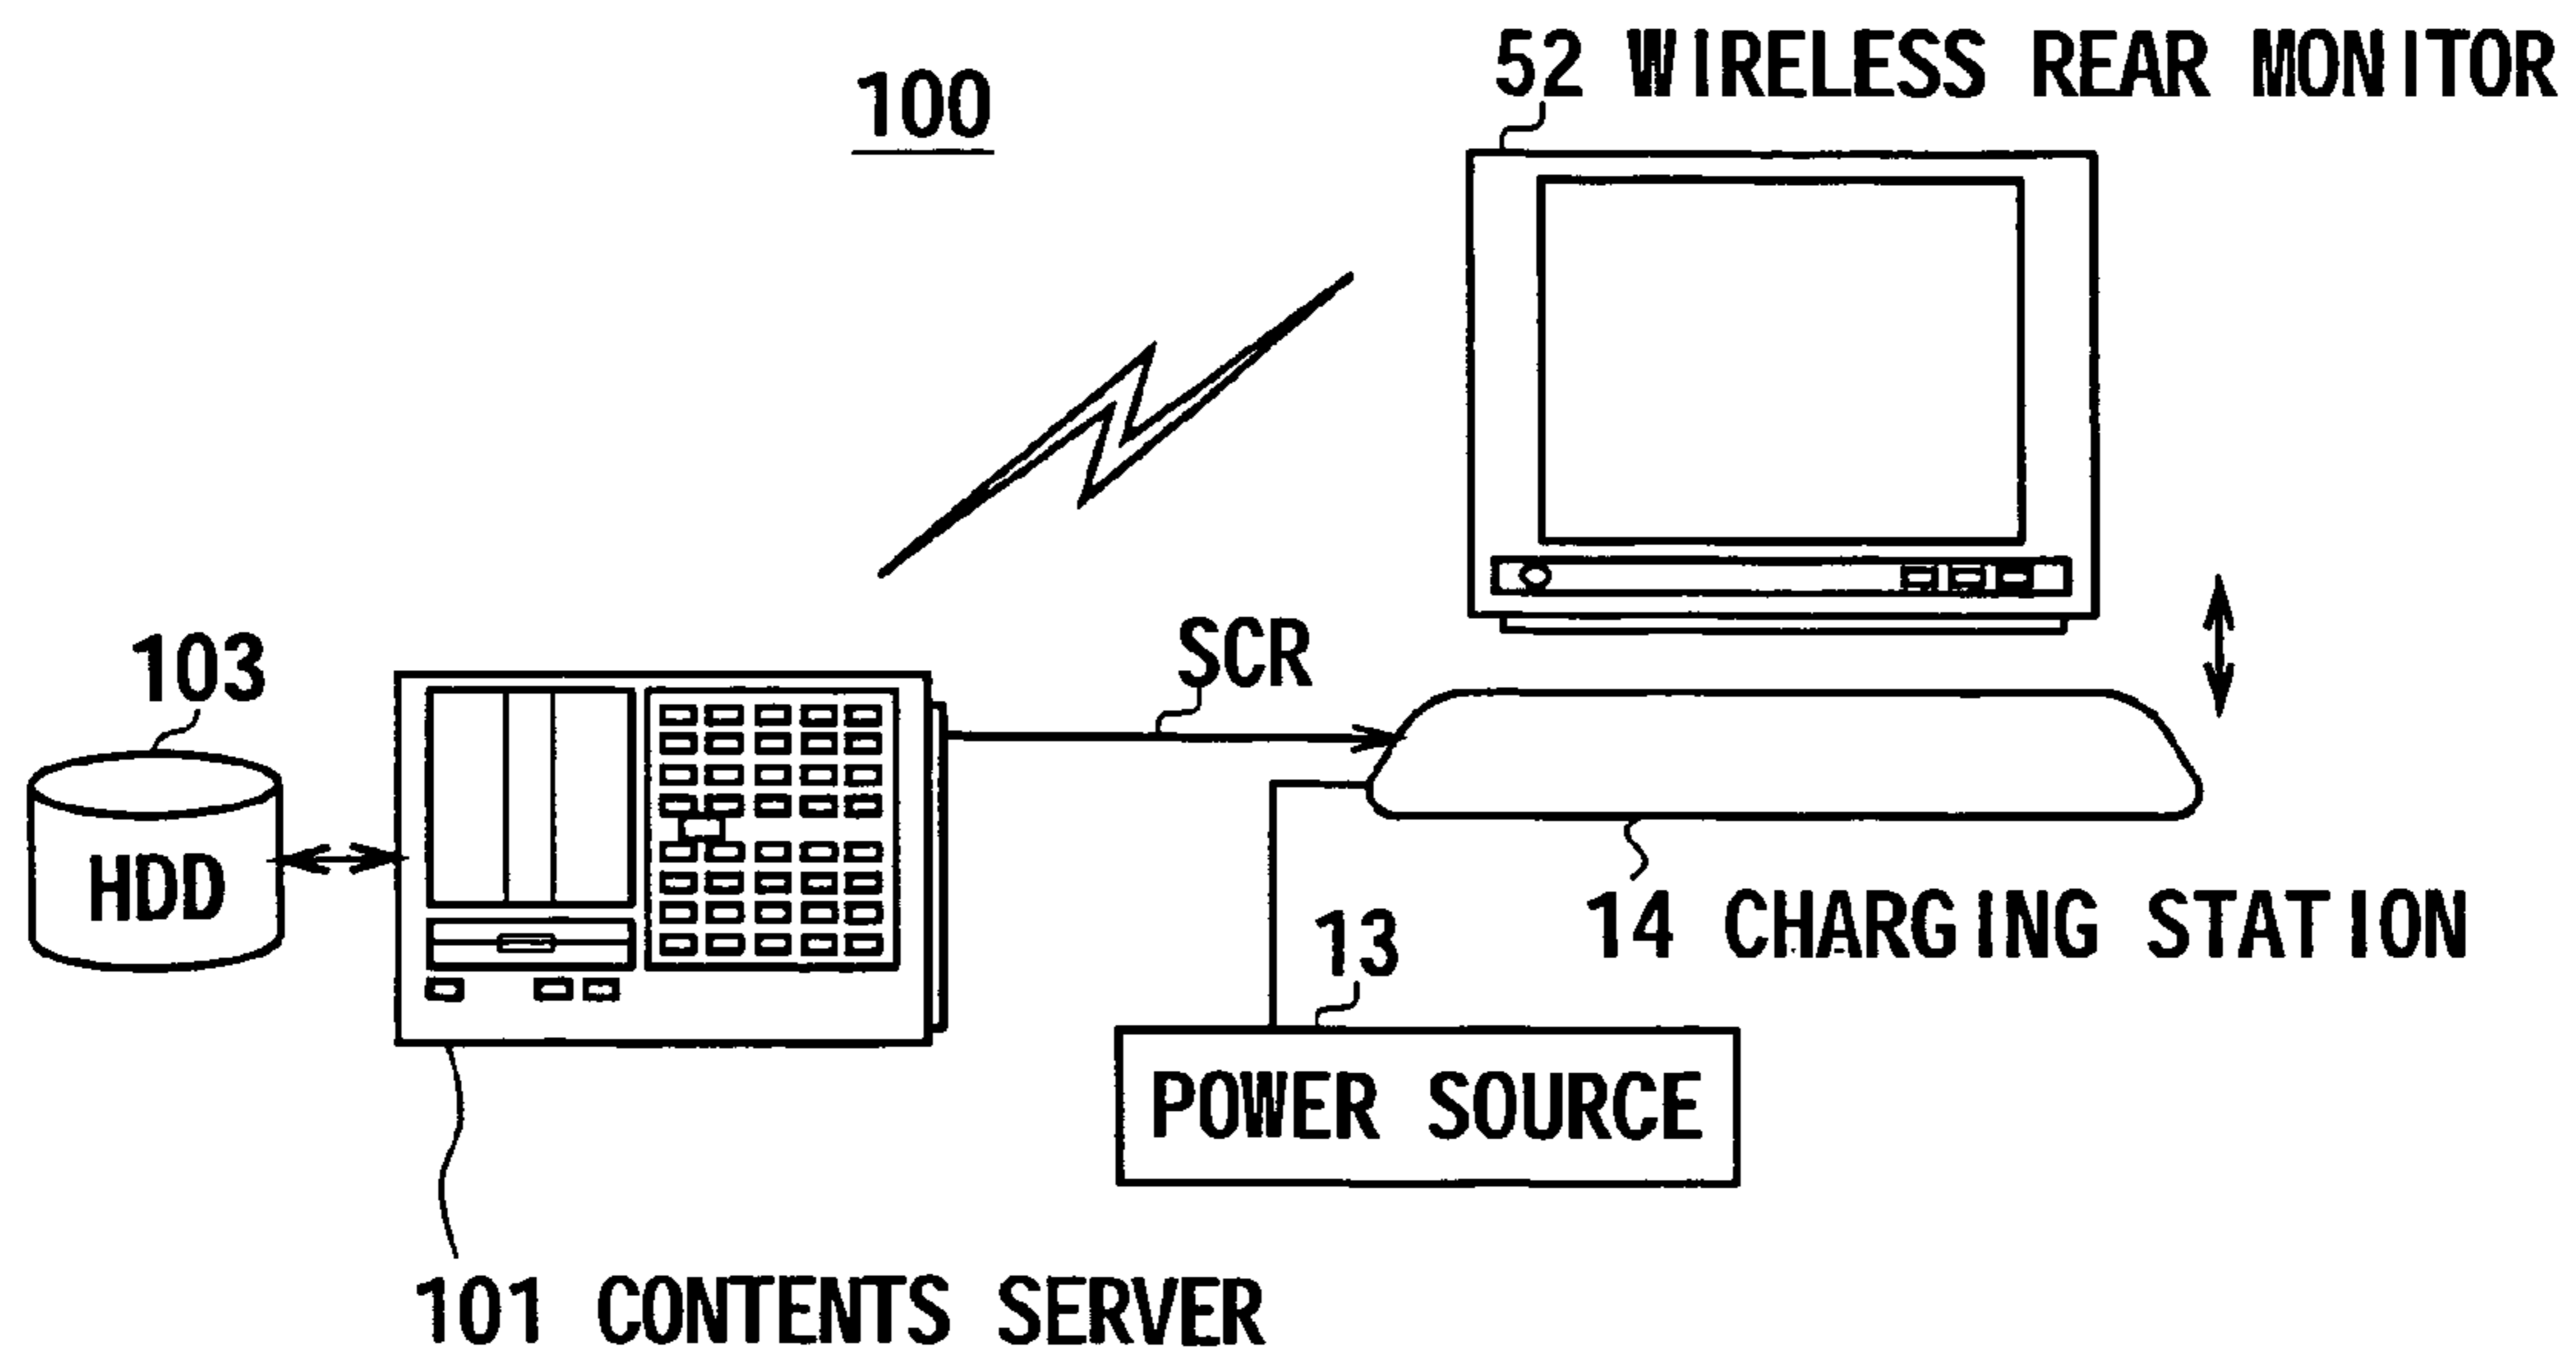 52 WIRELESS REAR MONITOR
100
SCR
103
HDD
14 CHARGING STATION
13
POWER SOURCE
101 CONTENTS SERVER